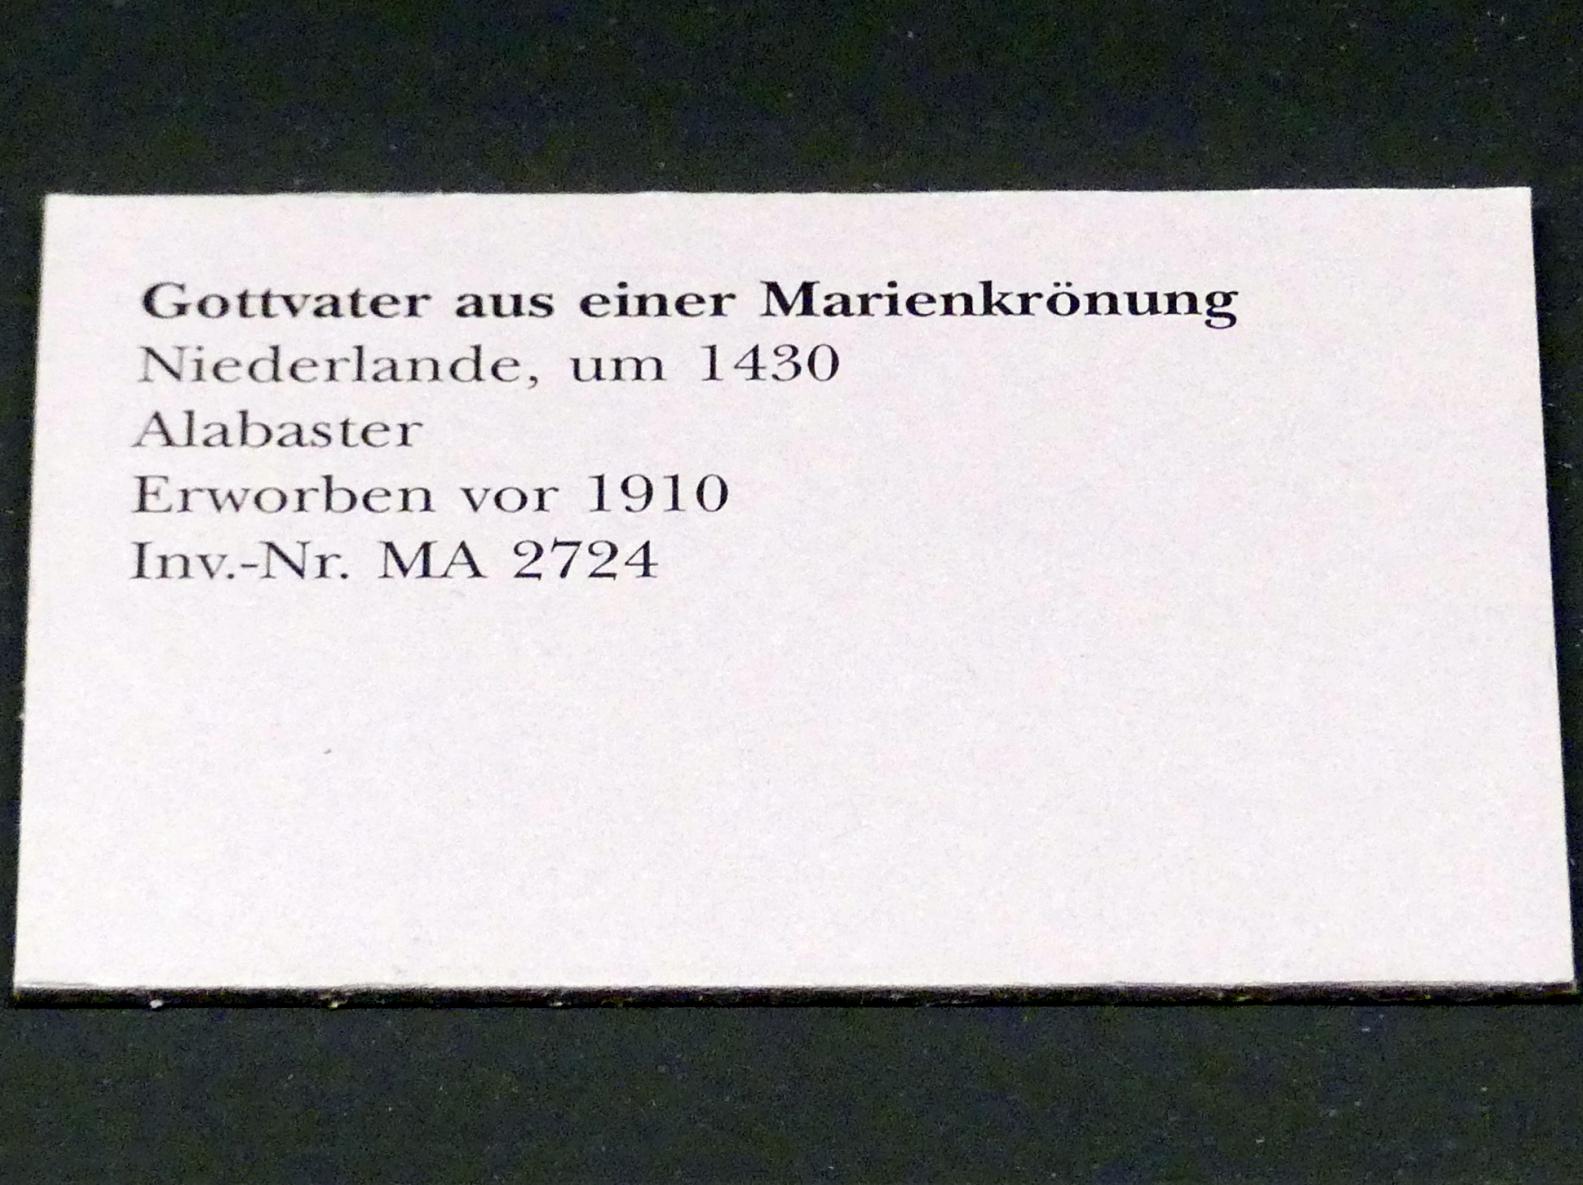 Gottvater aus einer Marienkrönung
Niederlande, um 1430
Alabaster
Erworben vor 1910
Inv.-Nr. MA 2724